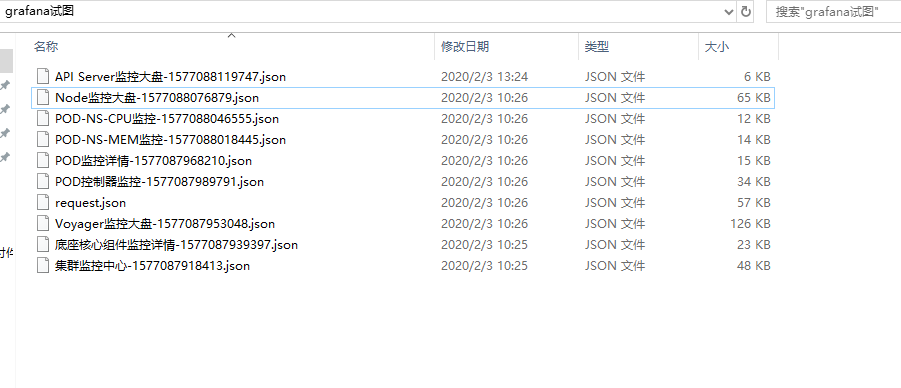 grafana试图
搜索"grafana试图"
名称 修改日期 类型 大小
API Server监控大盘-1577088119747.json 2020/2/3 13:24 JSON 文件 6 KB
Node监控大盘-1577088076879.json 2020/2/3 10:26 JSON 文件 65 KB
POD-NS-CPU监控-1577088046555.json 2020/2/3 10:26 JSON 文件 12 KB
POD-NS-MEM监控-1577088018445.json 2020/2/3 10:26 JSON 文件 14 KB
POD监控详情-1577087968210.json 2020/2/3 10:26 JSON 文件 15 KB
POD控制器监控-1577087989791.json 2020/2/3 10:26 JSON 文件 34 KB
request.json 2020/2/3 10:26 JSON 文件 57 KB
Voyager监控大盘-1577087953048.json 2020/2/3 10:26 JSON 文件 126 KB
底座核心组件监控详情-1577087939397.json 2020/2/3 10:25 JSON 文件 23 KB
集群监控中心-1577087918413.json 2020/2/3 10:25 JSON 文件 48 KB